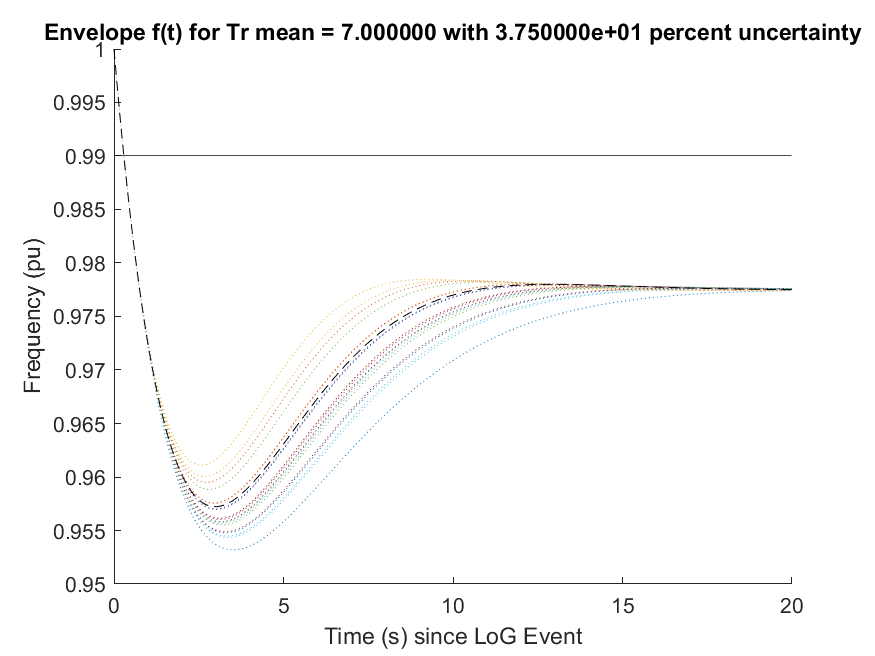 Envelope f(t) for Tr mean = 7.000000 with 3.750000e+01 percent uncertainty
1
0.995
0.99
0.985
0.98
0.975
0.97
0.965
0.96
0.955
0.95
Frequency (pu)
0 5 10 15 20
Time (s) since LoG Event